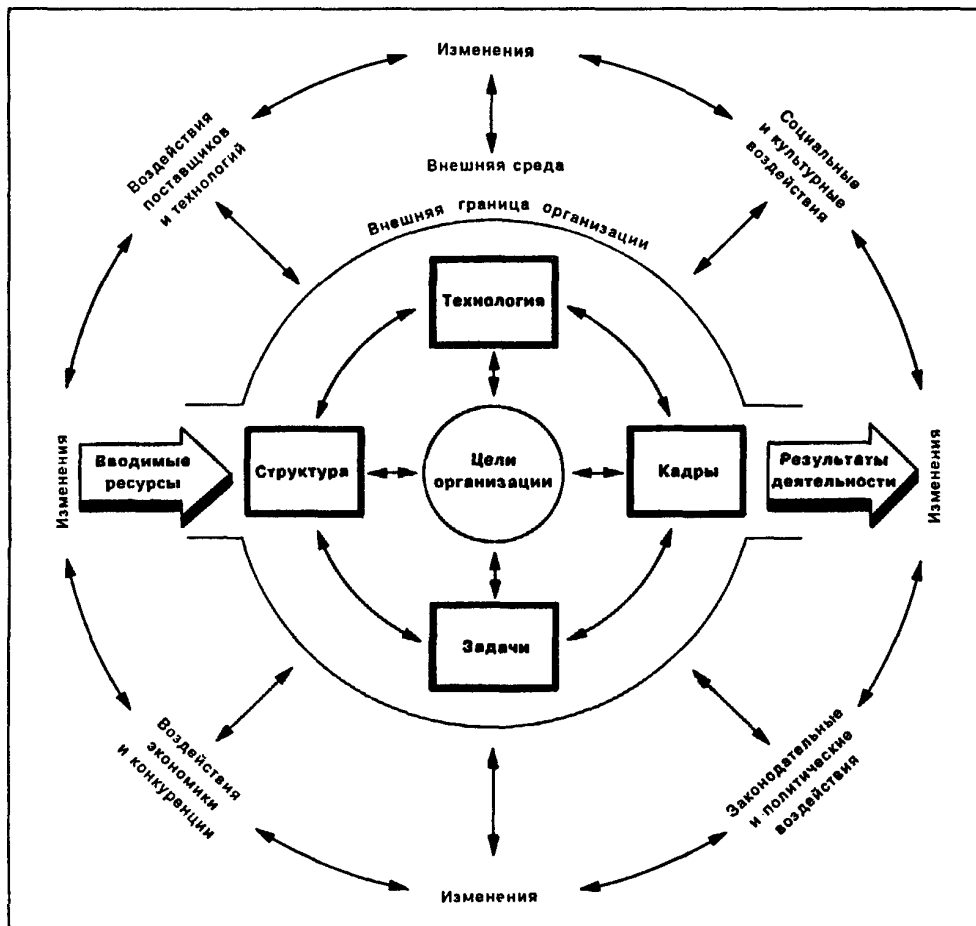 Изменения
Воздействия
поставщиков
и технологий
Социальные
и культурные
воздействия
Внешняя среда
Внешняя граница организации
Технология
Изменения
Вводимые
ресурсы
Структура
Цели
организации
Кадры
Результаты
деятельности
Изменения
Задачи
Воздействия
экономики
и конкуренции
Законодательные
и политические
воздействия
Изменения